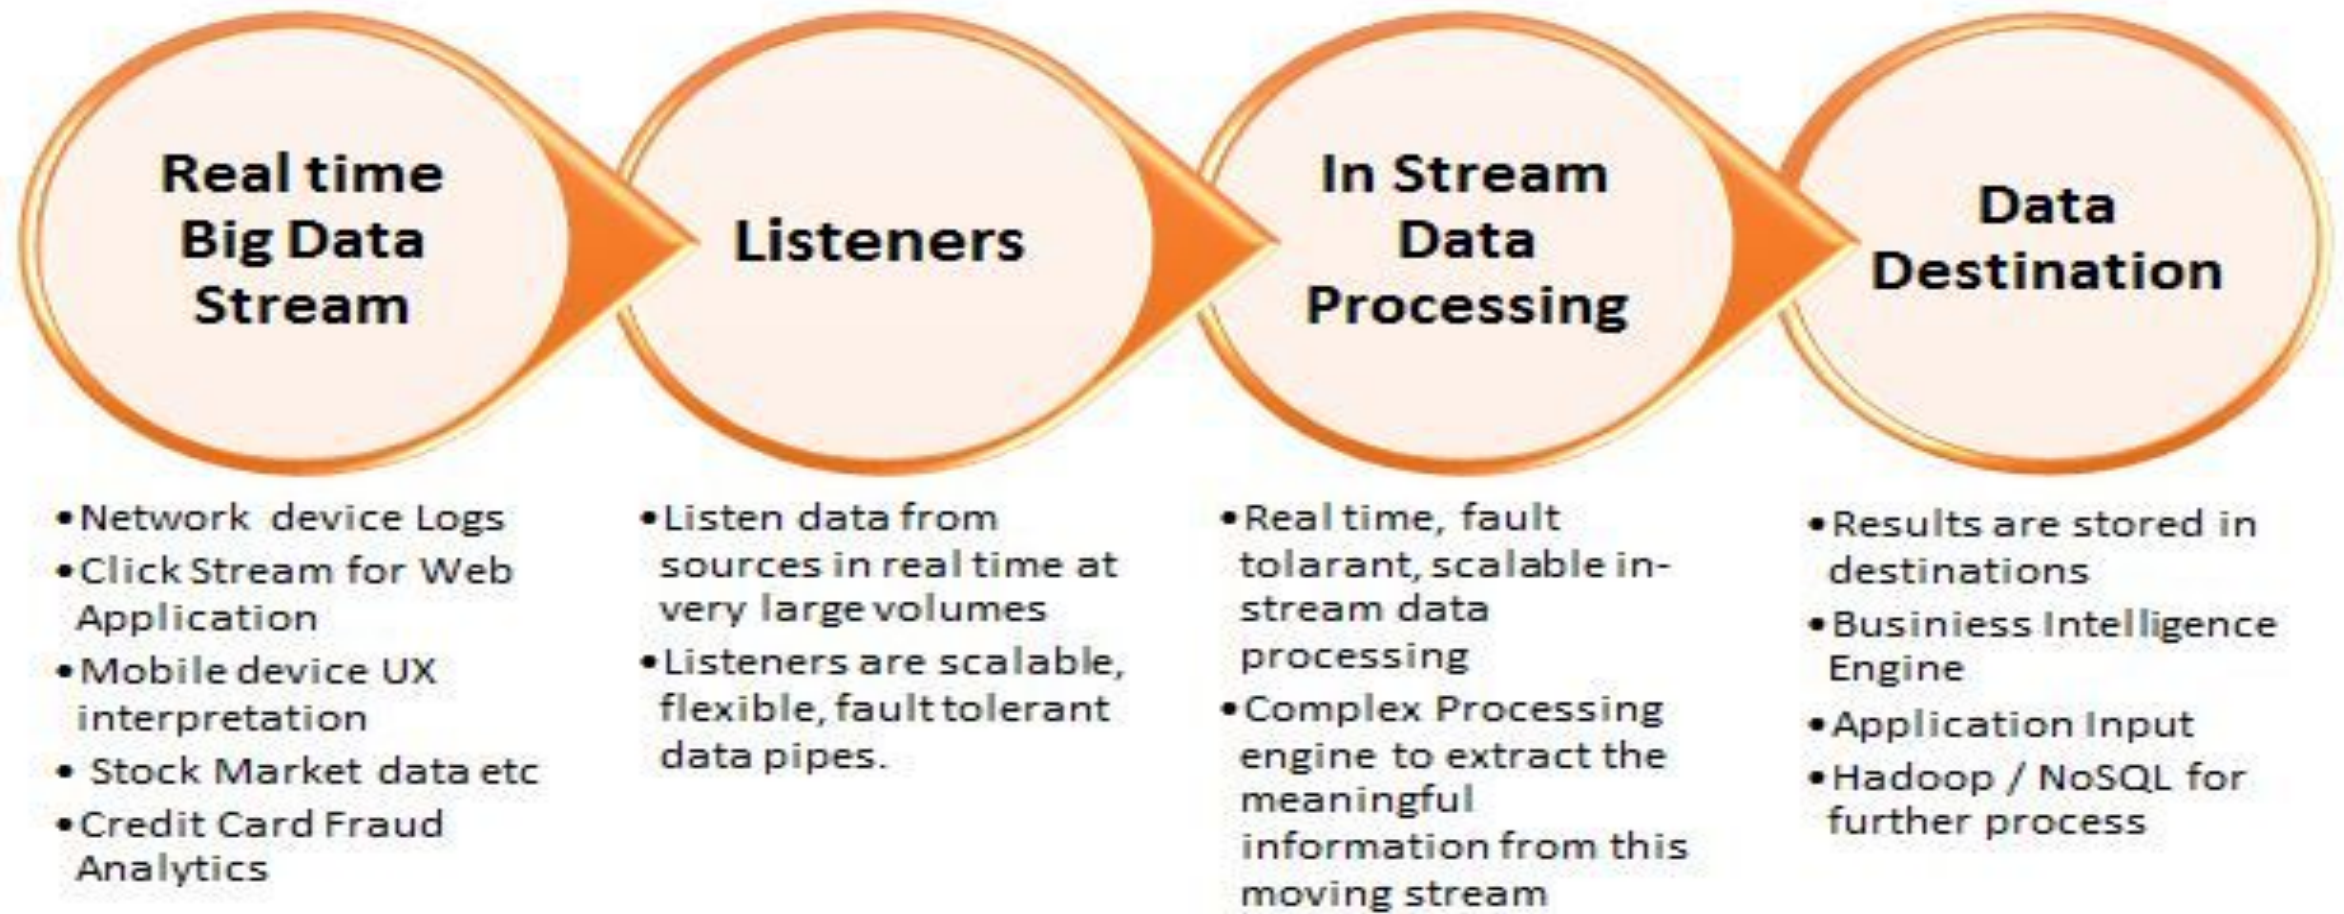 Real time
Big Data
Stream
Listeners
In Stream
Data
Processing
Data
Destination
•Network device Logs
•Click Stream for Web
Application
•Mobile device UX
interpretation
• Stock Market data etc
•Credit Card Fraud
Analytics
•Listen data from
sources in real time at
very large volumes
•Listeners are scalable,
flexible, fault tolerant
data pipes.
•Real time, fault
tolarant, scalable in-
stream data
processing
•Complex Processing
engine to extract the
meaningful
information from this
moving stream
•Results are stored in
destinations
•Businiess Intelligence
Engine
•Application Input
•Hadoop / NoSQL for
further process